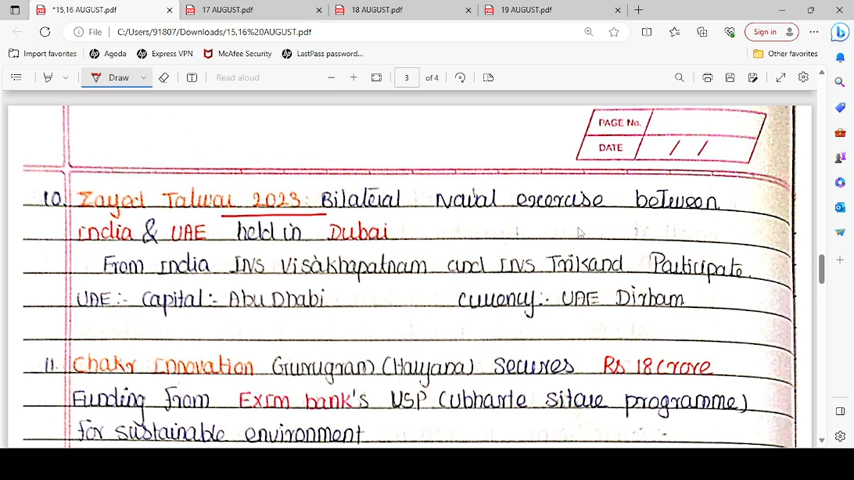 *15,16 AUGUST.pdf
17 AUGUST.pdf
18 AUGUST.pdf
19 AUGUST.pdf
File
C:/Users/91807/Downloads/15.16%20AUGUST.pdf
Sign in
Import favorites
Agoda
Express VPN
McAfee Security
LastPass password...
Other favorites
Draw
Read aloud
3 of 4
PAGE No.
DATE / /
10. Zayed Talwar 2023: Bilateral Naval exercise between
india & UAE held in Dubai
From india INS Visakhapatnam and INS Trikand Participate.
UAE:- Capital:- Abu Dhabi currency:- UAE Dirham
11. Chakr innovation Gurugram) (Haryana) secures Rs 18 Crore
Funding from Exim bank's USP (Ubharte sitare programme)
for sustainable environment